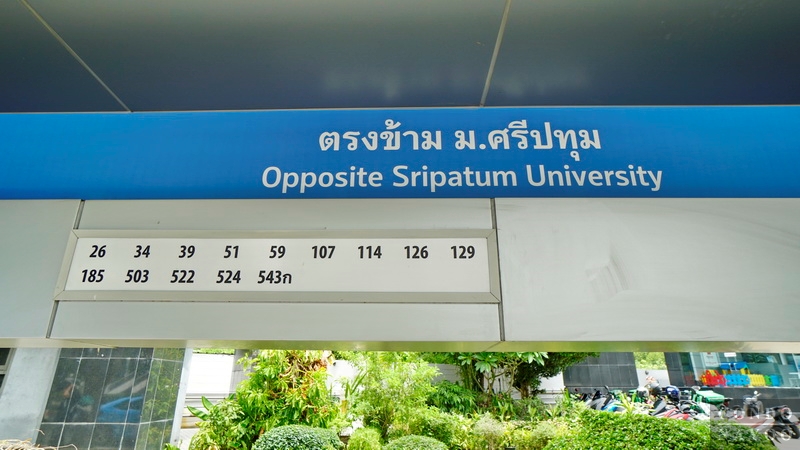 ตรงข้าม ม.ศรีปทุม
Opposite Sripatum University
26 34 39 51 59 107 114 126 129
185 503 522 524 543ก